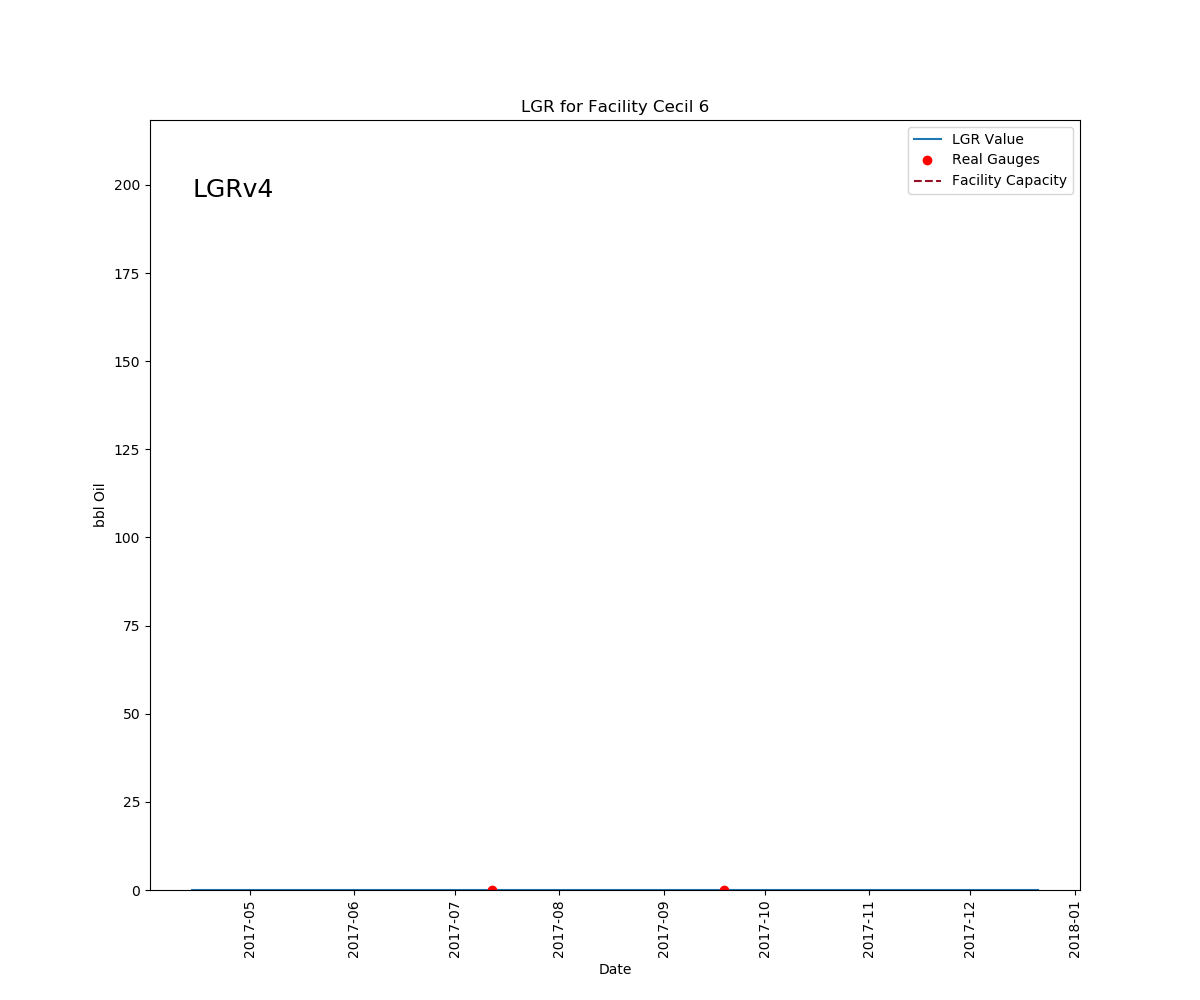 LGR for Facility Cecil 6
LGRv4
LGR Value
Real Gauges
Facility Capacity
bbl Oil
200
175
150
125
100
75
50
25
0
2017-05
2017-06
2017-07
2017-08
2017-09
2017-10
2017-11
2017-12
2018-01
Date